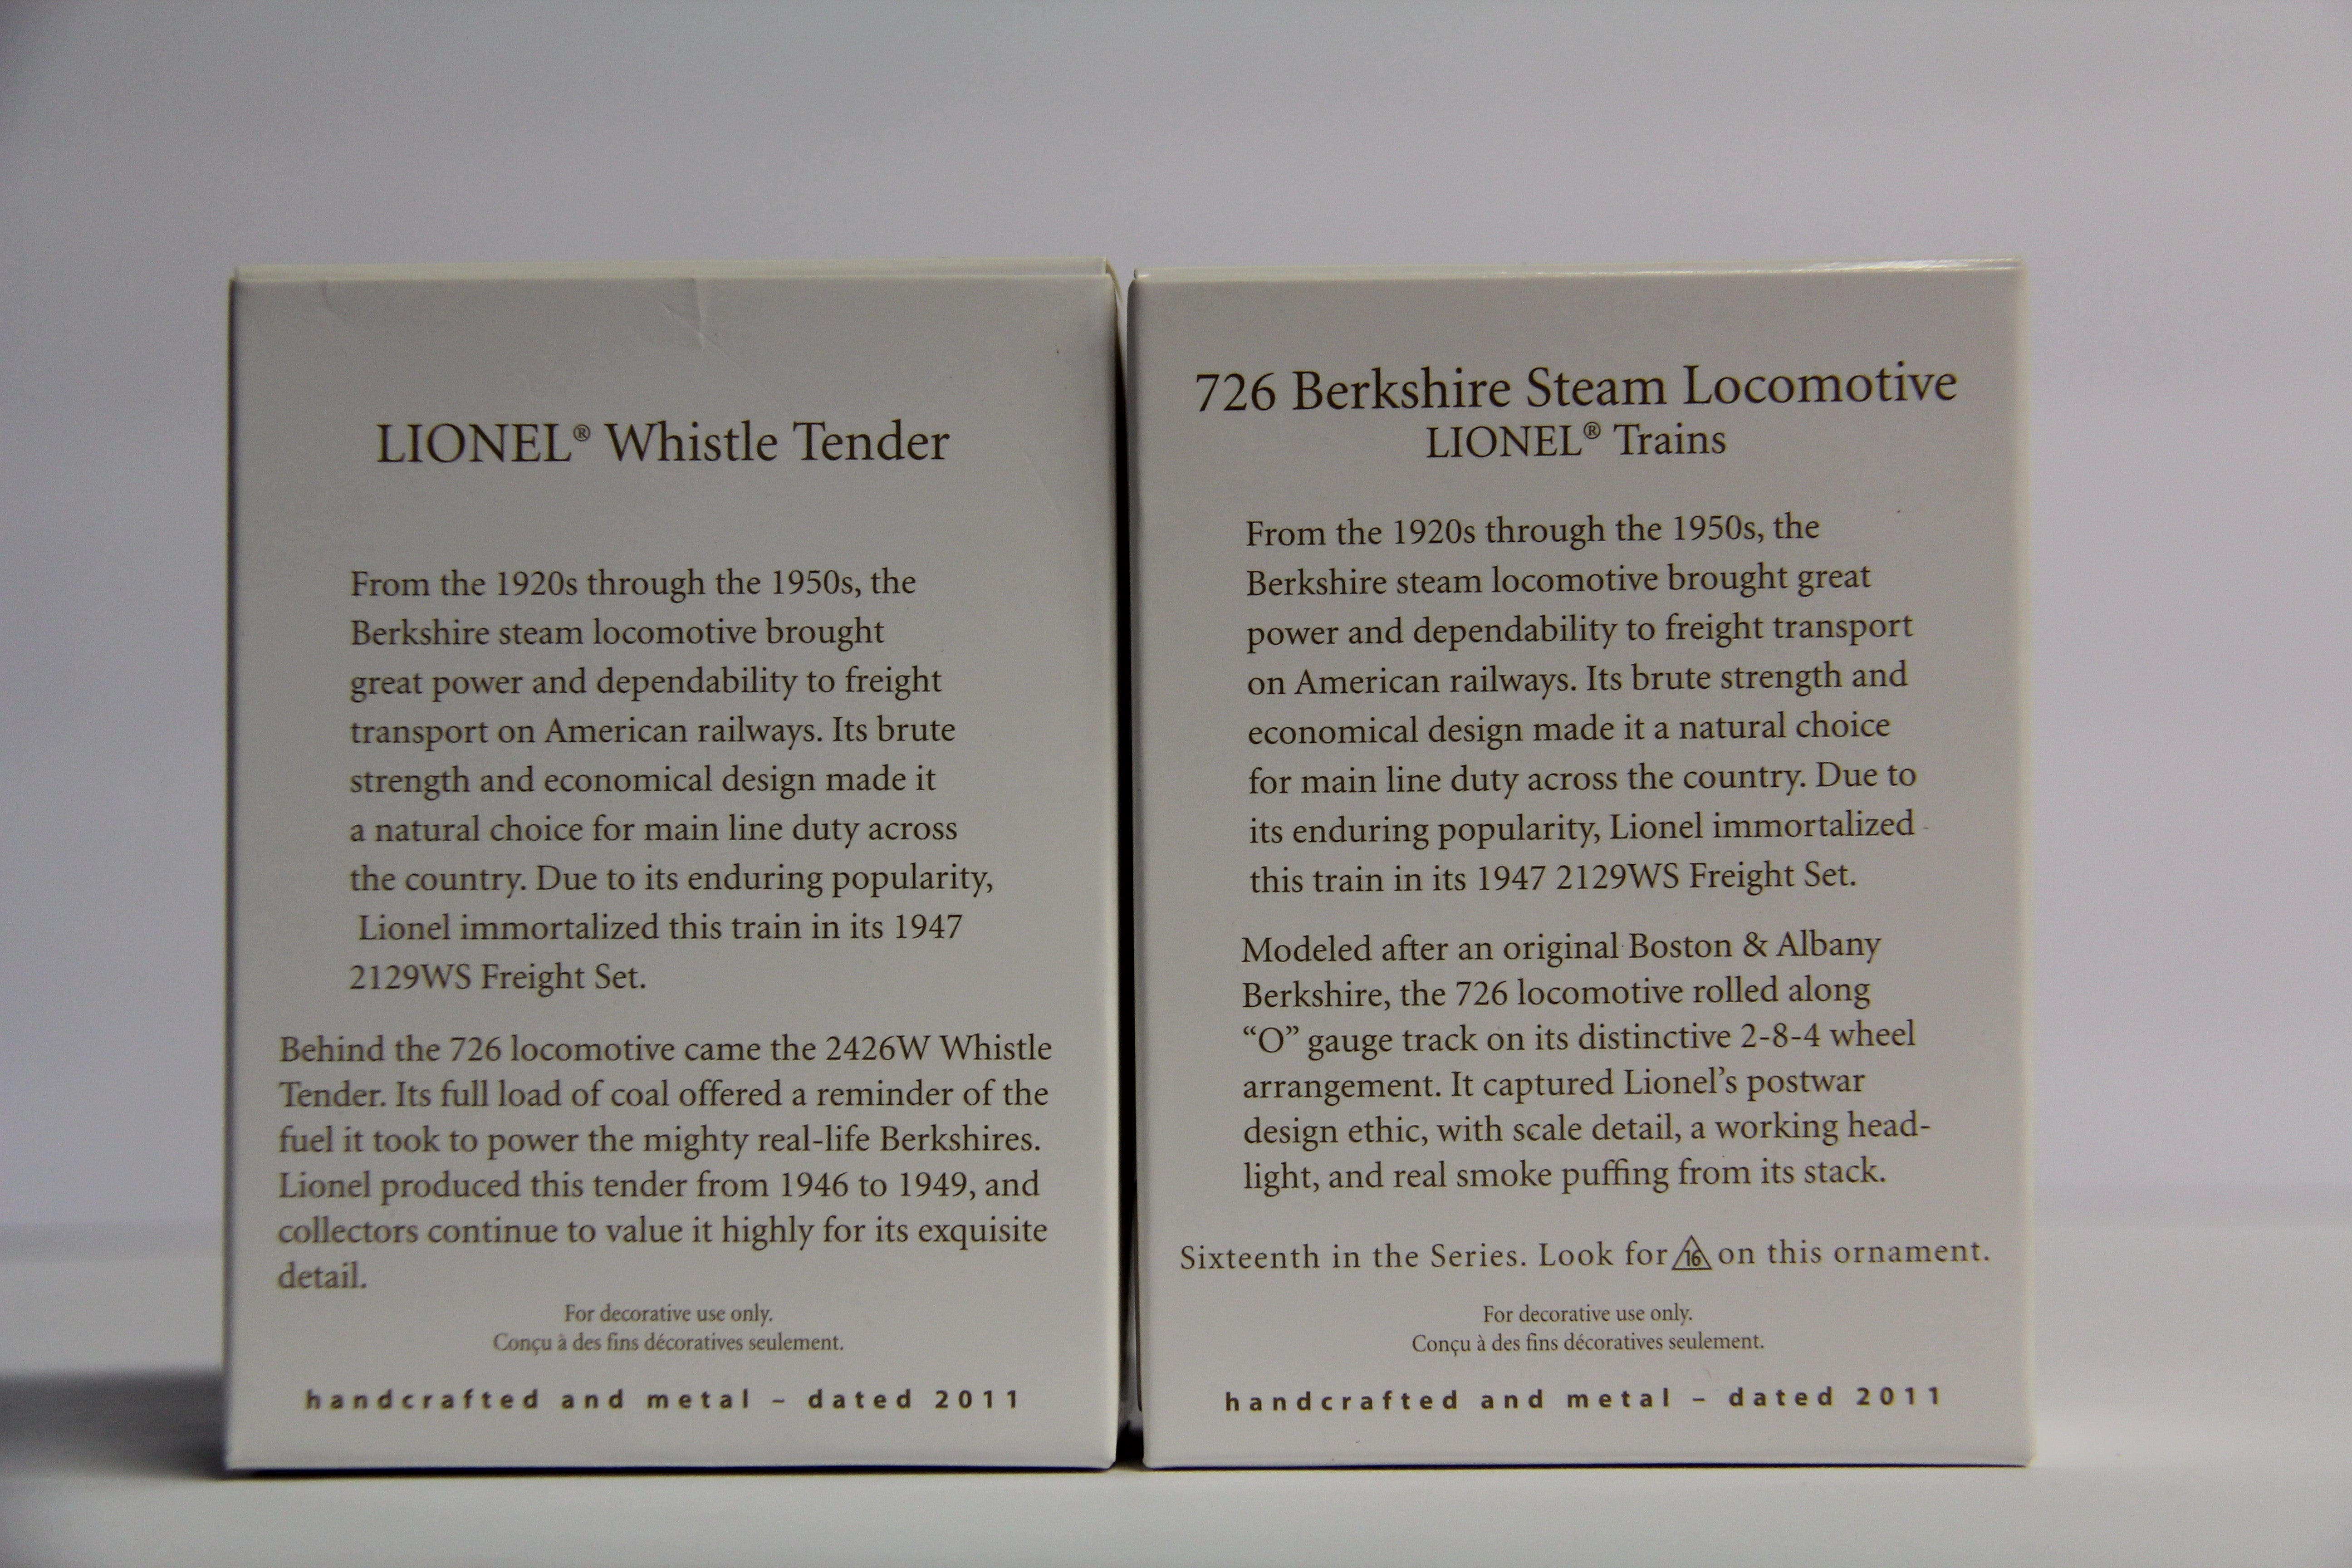 LIONEL® Whistle Tender
From the 1920s through the 1950s, the
Berkshire steam locomotive brought
great power and dependability to freight
transport on American railways. Its brute
strength and economical design made it
a natural choice for main line duty across
the country. Due to its enduring popularity,
Lionel immortalized this train in its 1947
2129WS Freight Set.
Behind the 726 locomotive came the 2426W Whistle
Tender. Its full load of coal offered a reminder of the
fuel it took to power the mighty real-life Berkshires.
Lionel produced this tender from 1946 to 1949, and
collectors continue to value it highly for its exquisite
detail.
For decorative use only.
Conçu à des fins décoratives seulement.
handcrafted and metal – dated 2011
726 Berkshire Steam Locomotive
LIONEL® Trains
From the 1920s through the 1950s, the
Berkshire steam locomotive brought great
power and dependability to freight transport
on American railways. Its brute strength and
economical design made it a natural choice
for main line duty across the country. Due to
its enduring popularity, Lionel immortalized
this train in its 1947 2129WS Freight Set.
Modeled after an original Boston & Albany
Berkshire, the 726 locomotive rolled along
“O” gauge track on its distinctive 2-8-4 wheel
arrangement. It captured Lionel’s postwar
design ethic, with scale detail, a working head-
light, and real smoke puffing from its stack.
Sixteenth in the Series. Look for 16 on this ornament.
For decorative use only.
Conçu à des fins décoratives seulement.
handcrafted and metal – dated 2011